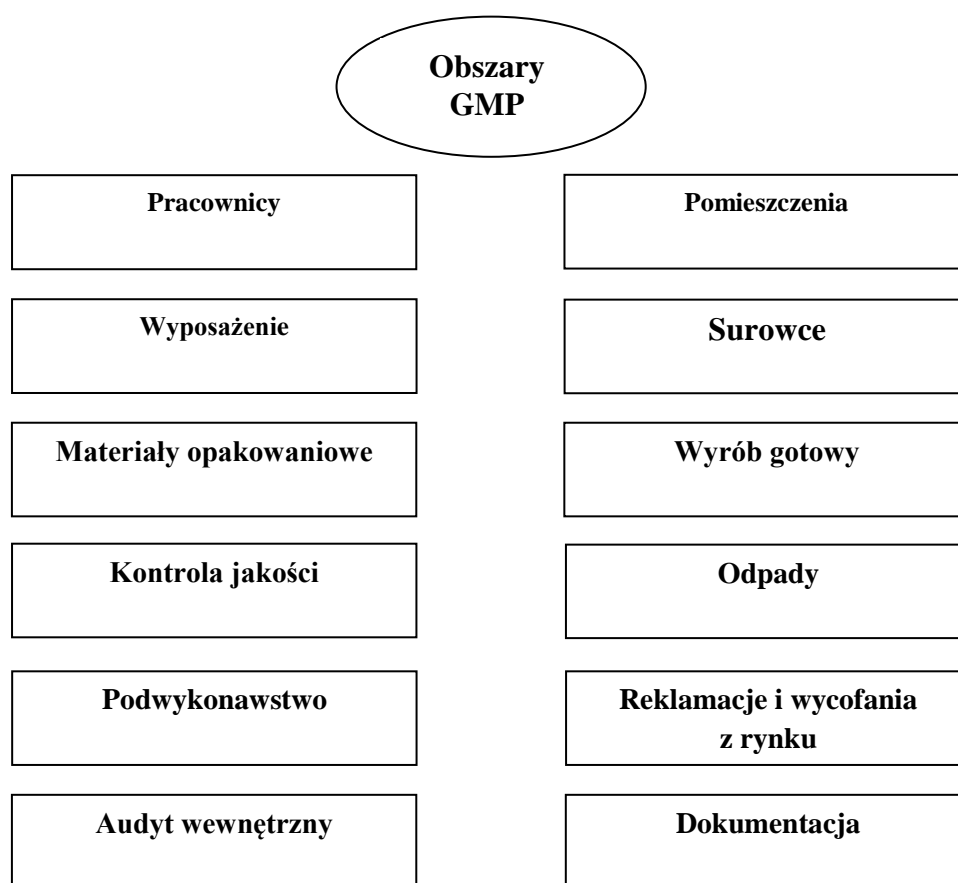 Obszary
GMP
Pracownicy
Pomieszczenia
Wyposażenie
Surowce
Materiały opakowaniowe
Wyrób gotowy
Kontrola jakości
Odpady
Podwykonawstwo
Reklamacje i wycofania
z rynku
Audyt wewnętrzny
Dokumentacja